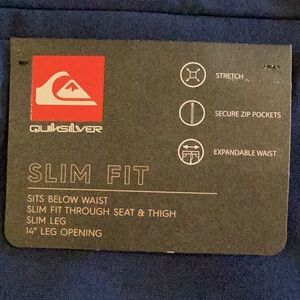 QUIKSILVER
STRETCH
SECURE ZIP POCKETS
EXPANDABLE WAIST
SLIM FIT
SITS BELOW WAIST
SLIM FIT THROUGH SEAT & THIGH
SLIM LEG
14" LEG OPENING